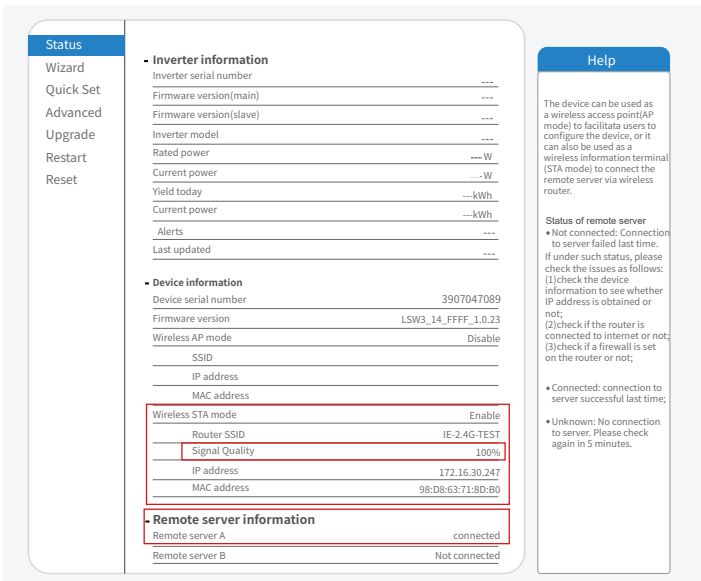 Status
Wizard
Quick Set
Advanced
Upgrade
Restart
Reset
- Inverter information
Inverter serial number ---
Firmware version(main) ---
Firmware version(slave) ---
Inverter model ---
Rated power --- W
Current power --- W
Yield today ---kWh
Current power ---kWh
Alerts ---
Last updated ---
- Device information
Device serial number 3907047089
Firmware version LSW3_14_FFFF_1.0.23
Wireless AP mode Disable
SSID
IP address
MAC address
Wireless STA mode Enable
Router SSID IE-2.4G-TEST
Signal Quality 100%
IP address 172.16.30.247
MAC address 98:D8:63:71:8D:B0
- Remote server information
Remote server A connected
Remote server B Not connected
Help
The device can be used as
a wireless access point(AP
mode) to facilitata users to
configure the device, or it
can also be used as a
wireless information terminal
(STA mode) to connect the
remote server via wireless
router.
Status of remote server
◆Not connected: Connection
to server failed last time.
If under such status, please
check the issues as follows:
(1)check the device
information to see whether
IP address is obtained or
not;
(2)check if the router is
connected to internet or not;
(3)check if a firewall is set
on the router or not;
◆Connected: connection to
server successful last time;
◆Unknown: No connection
to server. Please check
again in 5 minutes.